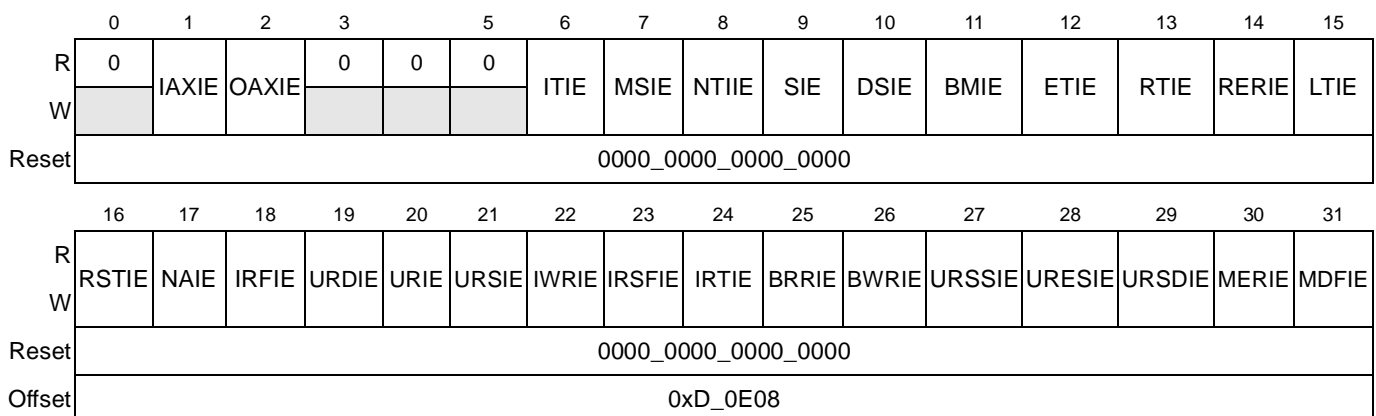 0 1 2 3 5 6 7 8 9 10 11 12 13 14 15
R 0 IAXIE OAXIE 0 0 0 ITIE MSIE NTIIE SIE DSIE BMIE ETIE RTIE RERIE LTIE
W
Reset 0000_0000_0000_0000
16 17 18 19 20 21 22 23 24 25 26 27 28 29 30 31
R RSTIE NAIE IRFIE URDIE URIE URSIE IWRIE IRSFIE IRTIE BRRIE BWRIE URSSIE URESIE URSDIE MERIE MDFIE
W
Reset 0000_0000_0000_0000
Offset 0xD_0E08